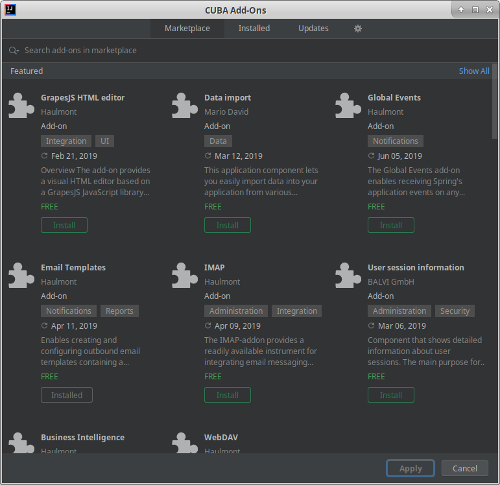 CUBA Add-Ons
Marketplace Installed Updates
Search add-ons in marketplace
Featured Show All
GrapesJS HTML editor
Haulmont
Add-on
Integration UI
Feb 21, 2019
Overview The add-on provides
a visual HTML editor based on
a GrapesJS JavaScript library...
FREE
Install
Data import
Mario David
Add-on
Data
Mar 12, 2019
This application component lets
you easily import data into your
application from various...
FREE
Install
Global Events
Haulmont
Add-on
Notifications
Jun 05, 2019
The Global Events add-on
enables receiving Spring's
application events on any...
FREE
Install
Email Templates
Haulmont
Add-on
Notifications Reports
Apr 11, 2019
Enables creating and
configuring outbound email
templates containing a...
FREE
Installed
IMAP
Haulmont
Add-on
Administration Integration
Apr 09, 2019
The IMAP-addon provides a
readily available instrument for
integrating email messaging...
FREE
Install
User session information
BALVI GmbH
Add-on
Administration Security
Mar 06, 2019
Component that shows detailed
information about user
sessions. The main purpose for...
FREE
Install
Business Intelligence
Haulmont
WebDAV
Haulmont
Apply Cancel